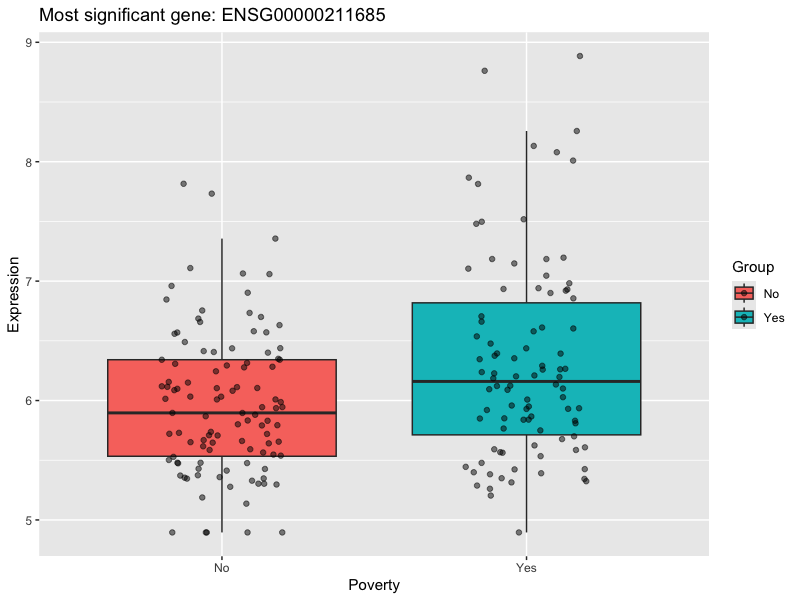 Most significant gene: ENSG00000211685
9
8
7
6
5
Expression
No
Yes
Poverty
Group
No
Yes